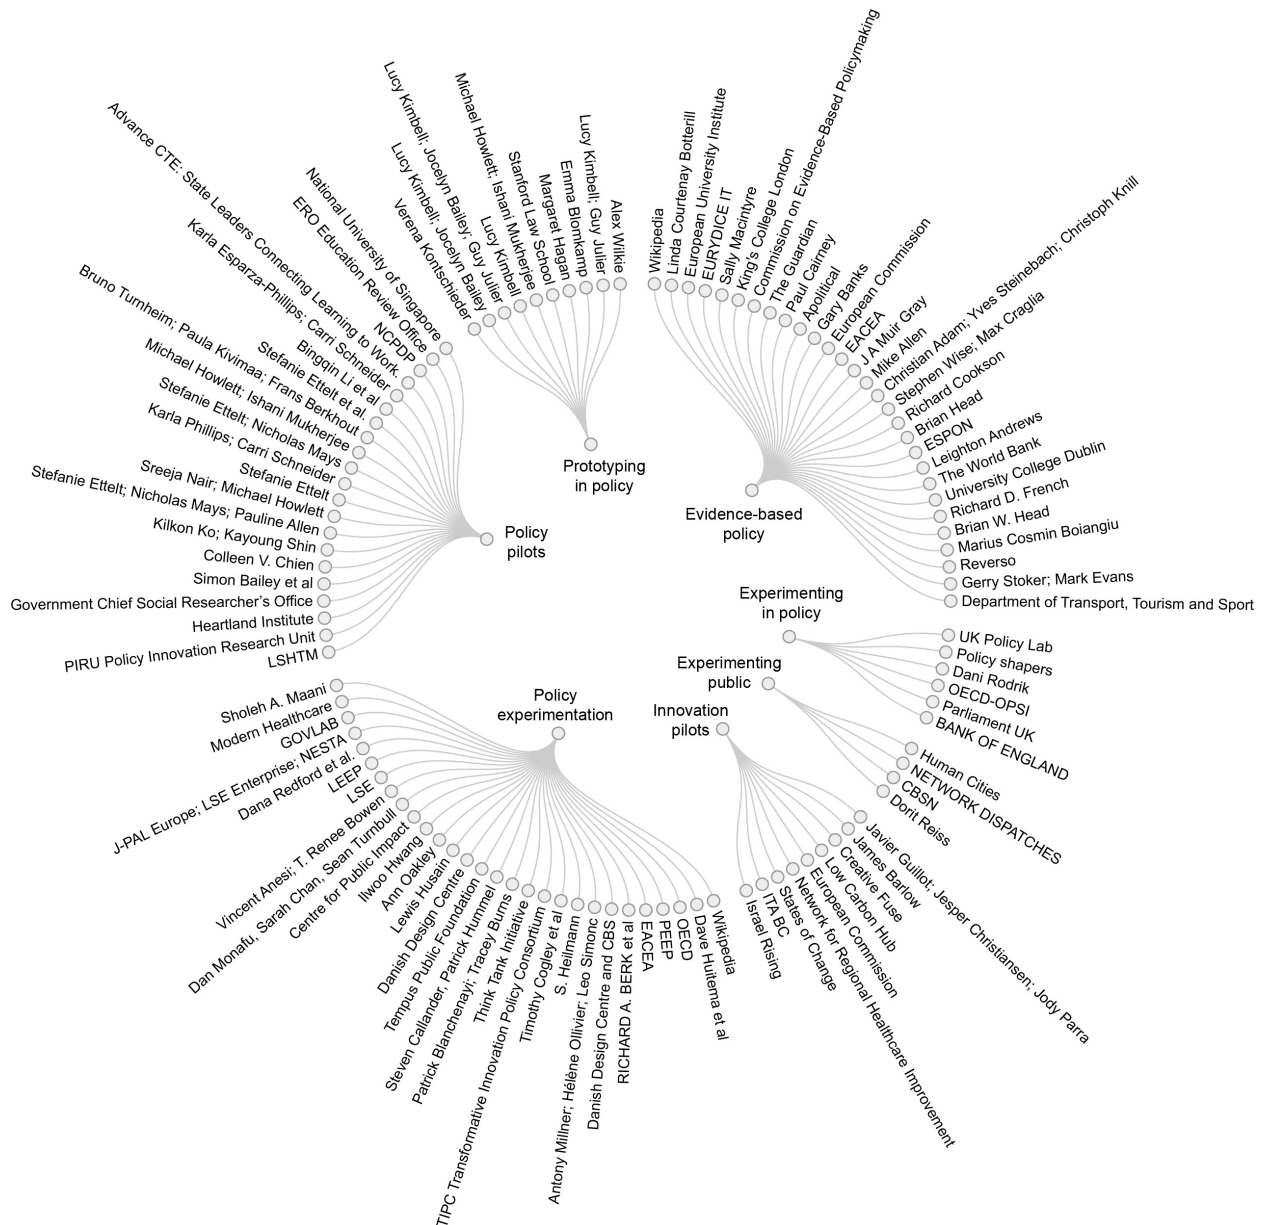 Prototyping
in policy
Verena Kontschieder
Lucy Kimbell; Jocelyn Bailey
Lucy Kimbell; Jocelyn Bailey; Guy Julier
Lucy Kimbell
Michael Howlett; Ishani Mukherjee
Stanford Law School
Margaret Hagan
Emma Blomkamp
Lucy Kimbell; Guy Julier
Alex Wilkie
Evidence-based
policy
Wikipedia
Linda Courtenay Botterill
European University Institute
EURYDICE IT
Sally Macintyre
King's College London
Commission on Evidence-Based Policymaking
The Guardian
Paul Cairney
Apolitical
Gary Banks
European Commission
EACEA
J A Muir Gray
Mike Allen
Christian Adam; Yves Steinebach; Christoph Knill
Stephen Wise; Max Craglia
Richard Cookson
Brian Head
ESPON
Leighton Andrews
The World Bank
University College Dublin
Richard D. French
Brian W. Head
Marius Cosmin Boiangiu
Reverso
Gerry Stoker; Mark Evans
Department of Transport, Tourism and Sport
Experimenting
in policy
UK Policy Lab
Policy shapers
Dani Rodrik
OECD-OPSI
Parliament UK
BANK OF ENGLAND
Experimenting
public
Human Cities
NETWORK DISPATCHES
CBSN
Dorit Reiss
Innovation
pilots
Javier Guillot; Jesper Christiansen; Jody Parra
James Barlow
Creative Fuse
Low Carbon Hub
European Commission
Network for Regional Healthcare Improvement
States of Change
ITA BC
Israel Rising
Policy
experimentation
Wikipedia
Dave Huitema et al
OECD
PEEP
EACEA
RICHARD A. BERK et al
Danish Design Centre and CBS
Antony Millner; Hélène Ollivier; Leo Simonc
S. Heilmann
Timothy Cogley et al
TIPC Transformative Innovation Policy Consortium
Think Tank Initiative
Patrick Blanchenayi; Tracey Burns
Steven Callander, Patrick Hummel
Tempus Public Foundation
Danish Design Centre
Lewis Husain
Ann Oakley
Ilwoo Hwang
Centre for Public Impact
Dan Monafu, Sarah Chan, Sean Turnbull
Vincent Anesi; T. Renee Bowen
LSE
LEEP
Dana Redford et al.
J-PAL Europe; LSE Enterprise; NESTA
GOVLAB
Modern Healthcare
Sholeh A. Maani
Policy
pilots
LSHTM
PIRU Policy Innovation Research Unit
Heartland Institute
Government Chief Social Researcher's Office
Simon Bailey et al
Colleen V. Chien
Kilkon Ko; Kayoung Shin
Stefanie Ettelt; Nicholas Mays; Pauline Allen
Sreeja Nair; Michael Howlett
Stefanie Ettelt
Karla Phillips; Carri Schneider
Stefanie Ettelt; Nicholas Mays
Michael Howlett; Ishani Mukherjee
Bruno Turnheim; Paula Kivimaa; Frans Berkhout
Stefanie Ettelt et al.
Bingqin Li et al
Karla Esparza-Phillips; Carri Schneider
Advance CTE: State Leaders Connecting Learning to Work.
NCPDP
ERO Education Review Office
National University of Singapore